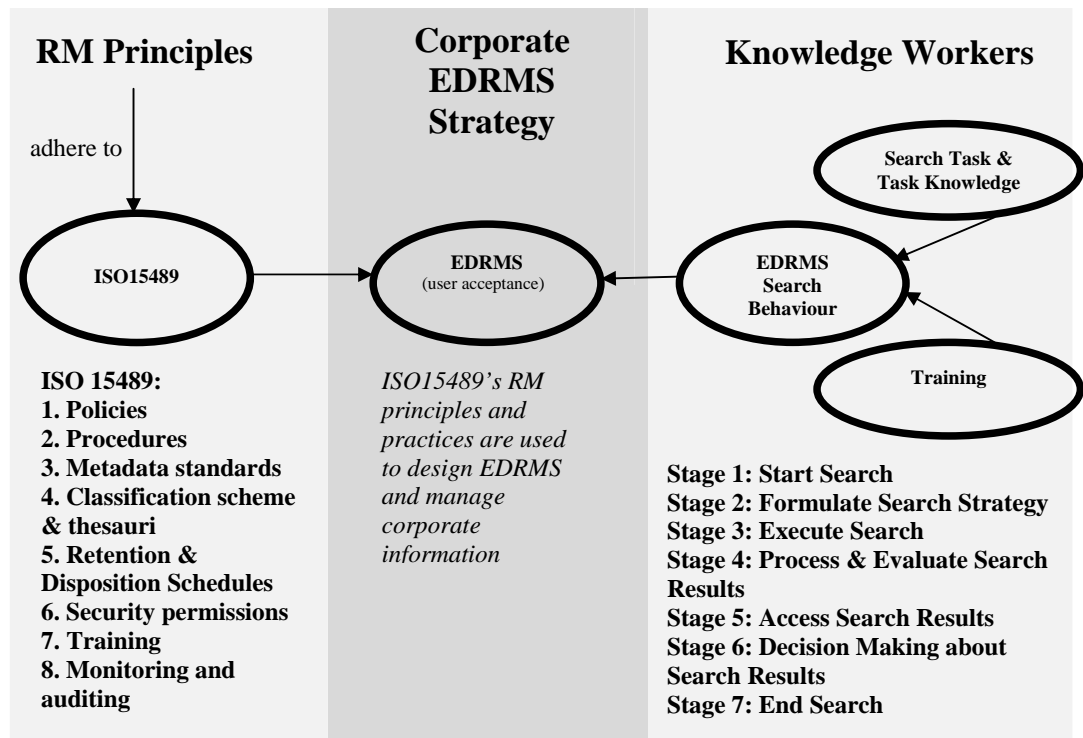 RM Principles
adhere to
ISO15489
ISO 15489:
1. Policies
2. Procedures
3. Metadata standards
4. Classification scheme
& thesauri
5. Retention &
Disposition Schedules
6. Security permissions
7. Training
8. Monitoring and
auditing
Corporate
EDRMS
Strategy
EDRMS
(user acceptance)
ISO15489's RM
principles and
practices are used
to design EDRMS
and manage
corporate
information
Knowledge Workers
Search Task &
Task Knowledge
EDRMS
Search
Behaviour
Training
Stage 1: Start Search
Stage 2: Formulate Search Strategy
Stage 3: Execute Search
Stage 4: Process & Evaluate Search
Results
Stage 5: Access Search Results
Stage 6: Decision Making about
Search Results
Stage 7: End Search